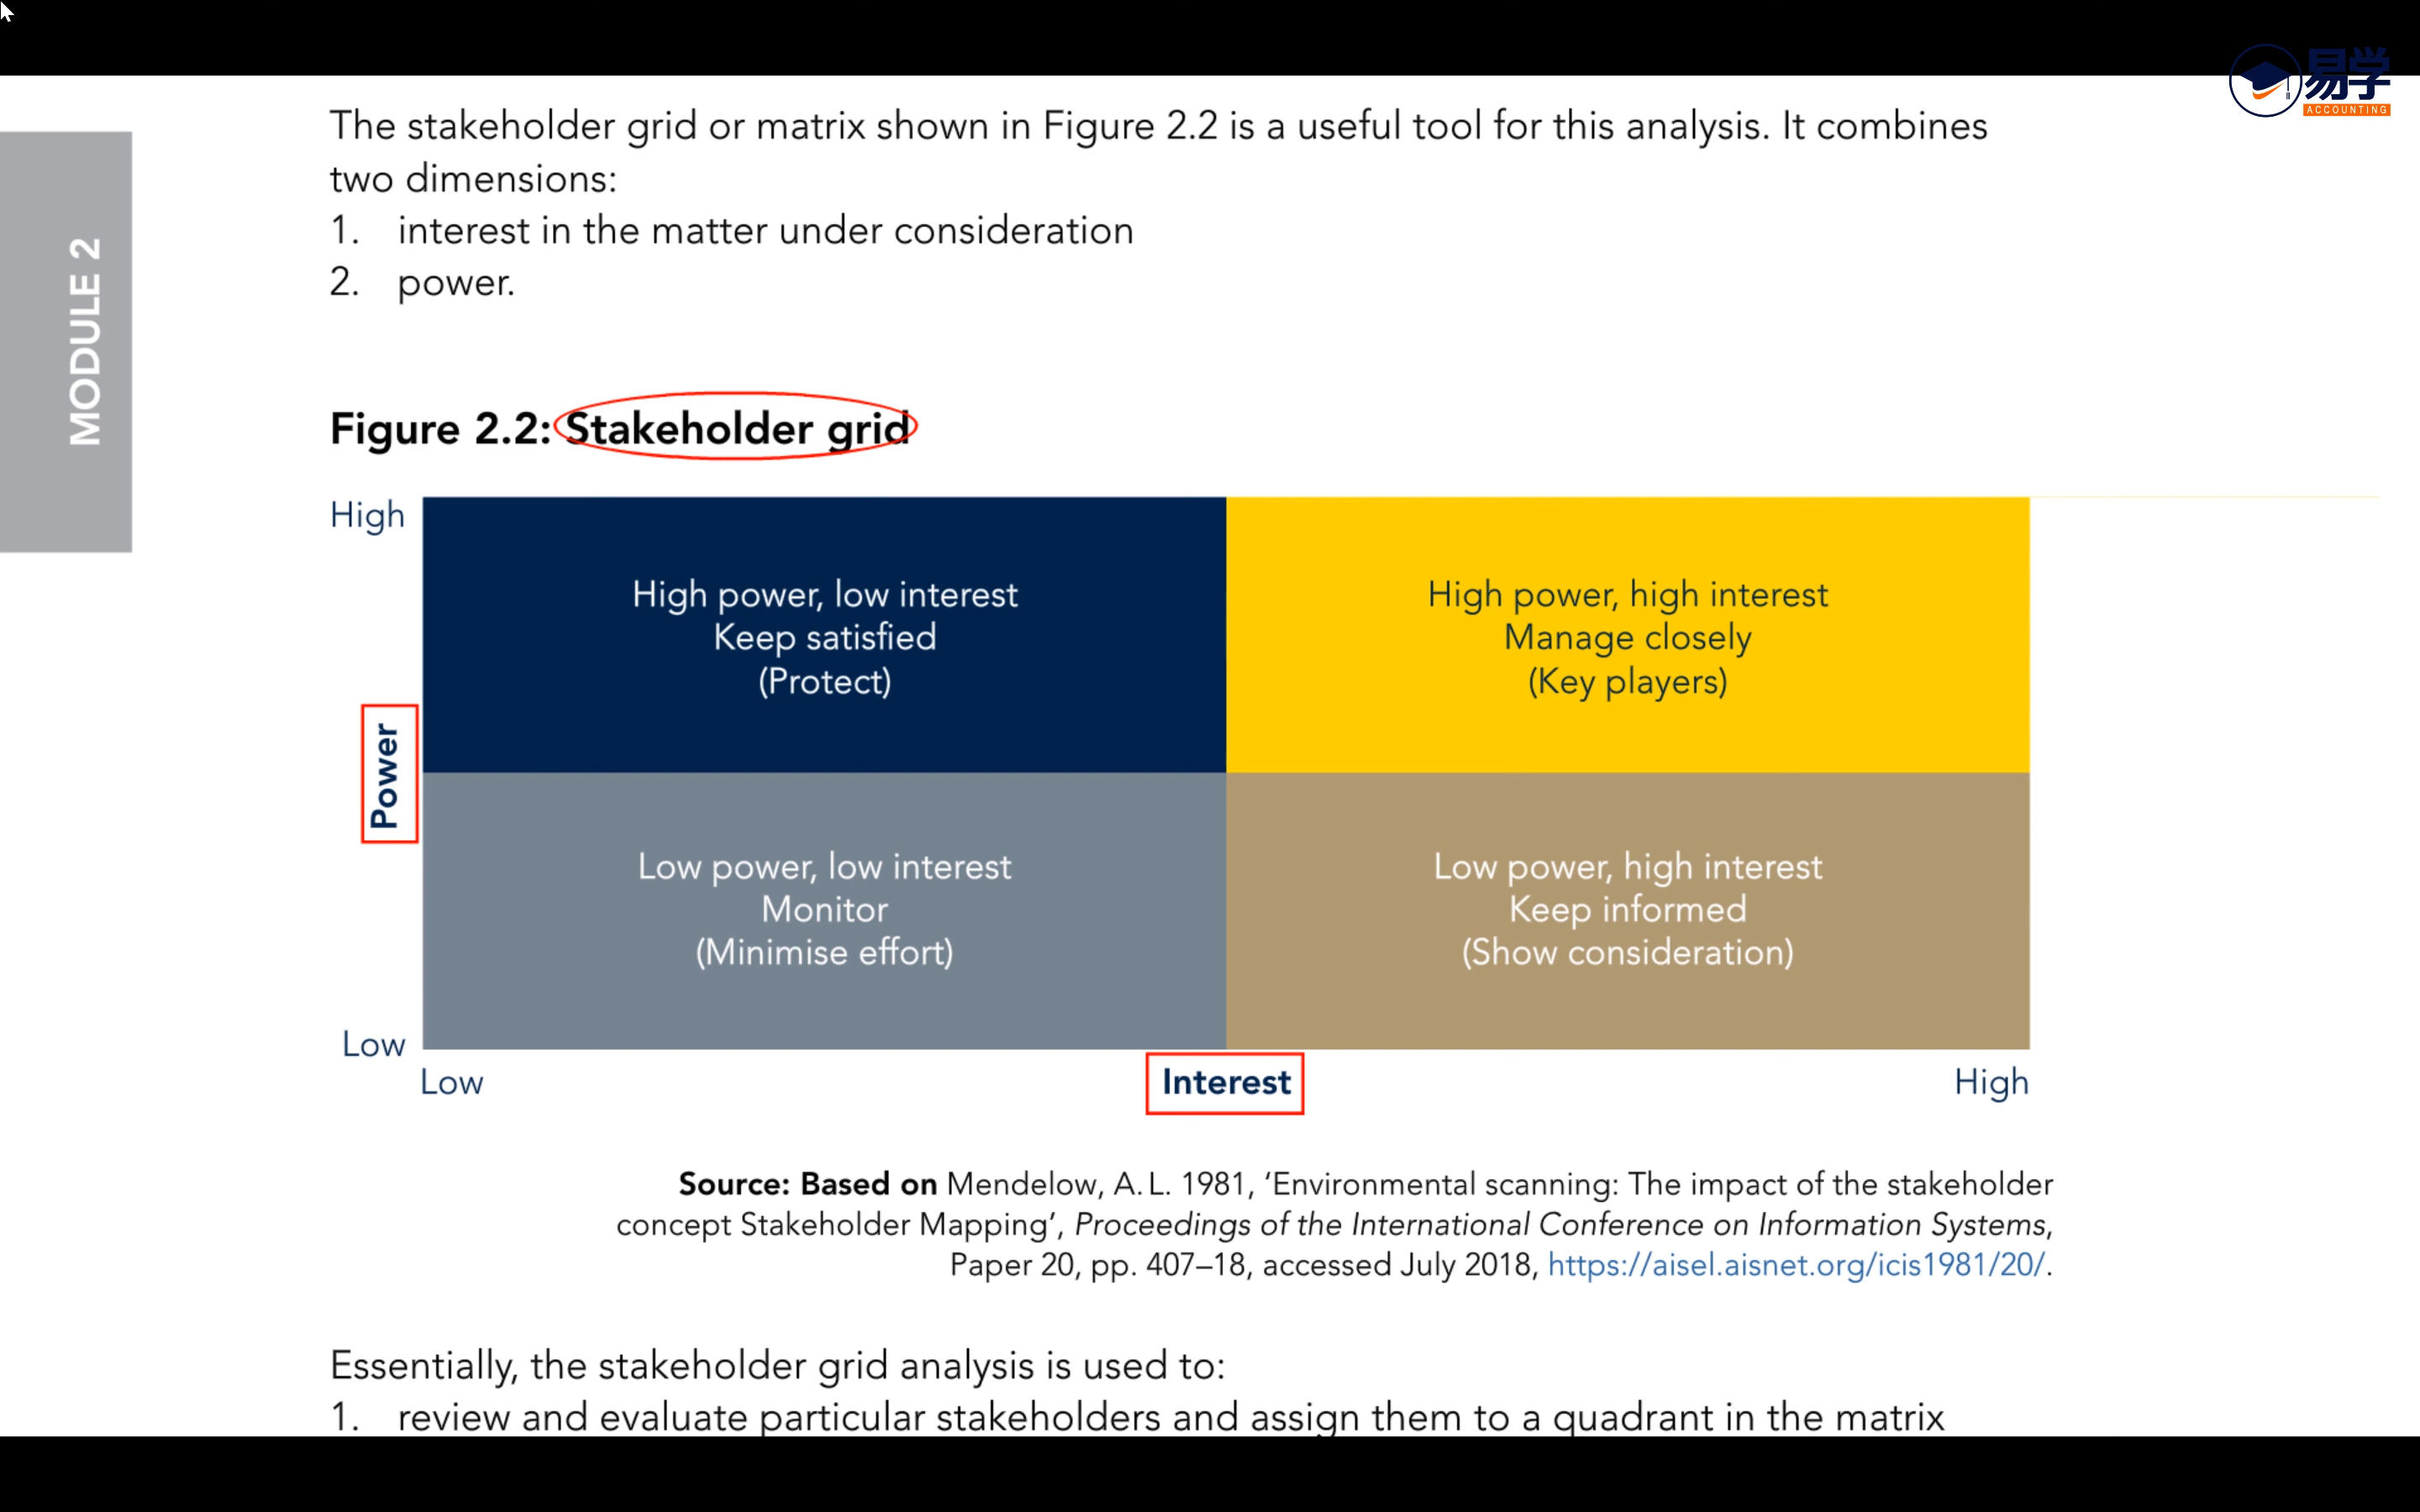 易学
ACCOUNTING
The stakeholder grid or matrix shown in Figure 2.2 is a useful tool for this analysis. It combines
two dimensions:
1. interest in the matter under consideration
2. power.
MODULE 2
Figure 2.2: Stakeholder grid
High
High power, low interest
Keep satisfied
(Protect)
High power, high interest
Manage closely
(Key players)
Power
Low power, low interest
Monitor
(Minimise effort)
Low power, high interest
Keep informed
(Show consideration)
Low
Low
Interest
High
Source: Based on Mendelow, A. L. 1981, ‘Environmental scanning: The impact of the stakeholder
concept Stakeholder Mapping’, Proceedings of the International Conference on Information Systems,
Paper 20, pp. 407–18, accessed July 2018, https://aisel.aisnet.org/icis1981/20/.
Essentially, the stakeholder grid analysis is used to:
1. review and evaluate particular stakeholders and assign them to a quadrant in the matrix